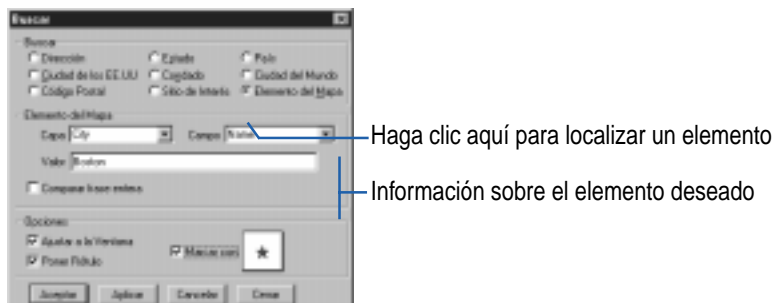 Buscar
Buscar
Dirección Estado País
Ciudad de los EE.UU Condado Ciudad del Mundo
Código Postal Sitio de Interés Elemento del Mapa
Elemento del Mapa
Capa City Campo Name
Haga clic aquí para localizar un elemento
Valor Boston
Información sobre el elemento deseado
Comparar frase entera
Opciones
Ajustar a la Ventana
Marcar con
Poner Rótulo
Aceptar Aplicar Cancelar Cerrar